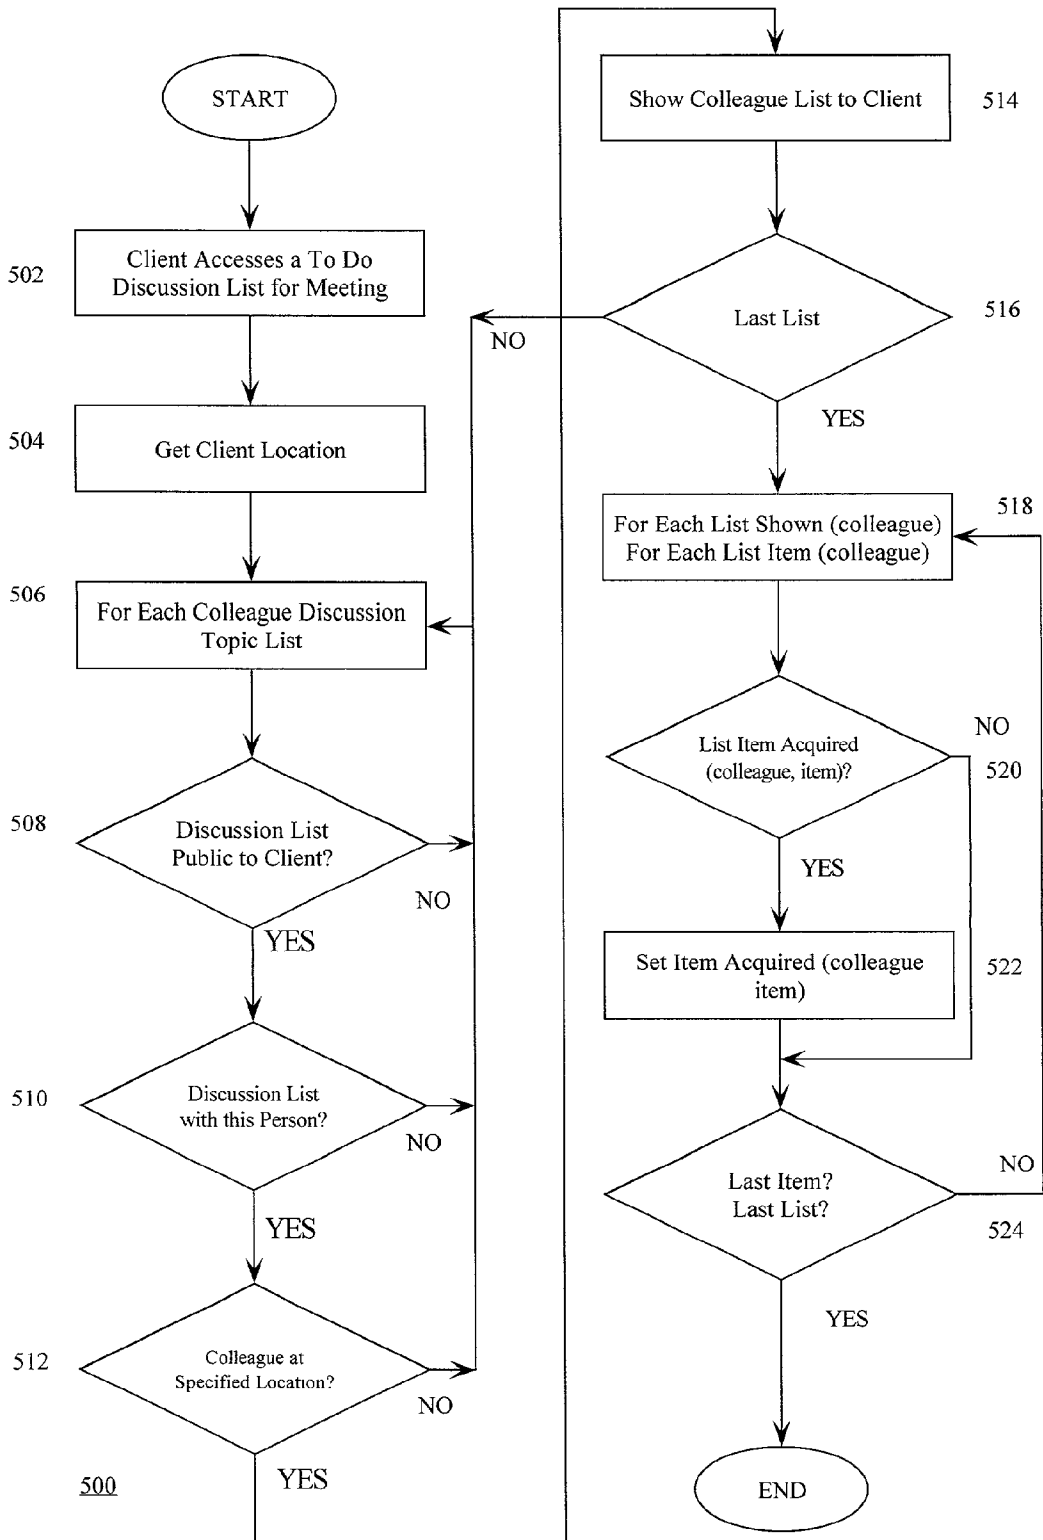 START
502
Client Accesses a To Do
Discussion List for Meeting
504
Get Client Location
506
For Each Colleague Discussion
Topic List
508
Discussion List
Public to Client?
NO
YES
510
Discussion List
with this Person?
NO
YES
512
Colleague at
Specified Location?
NO
YES
500
Show Colleague List to Client
514
Last List
516
NO
YES
518
For Each List Shown (colleague)
For Each List Item (colleague)
List Item Acquired
(colleague, item)?
NO
520
YES
Set Item Acquired (colleague
item)
522
Last Item?
Last List?
NO
524
YES
END